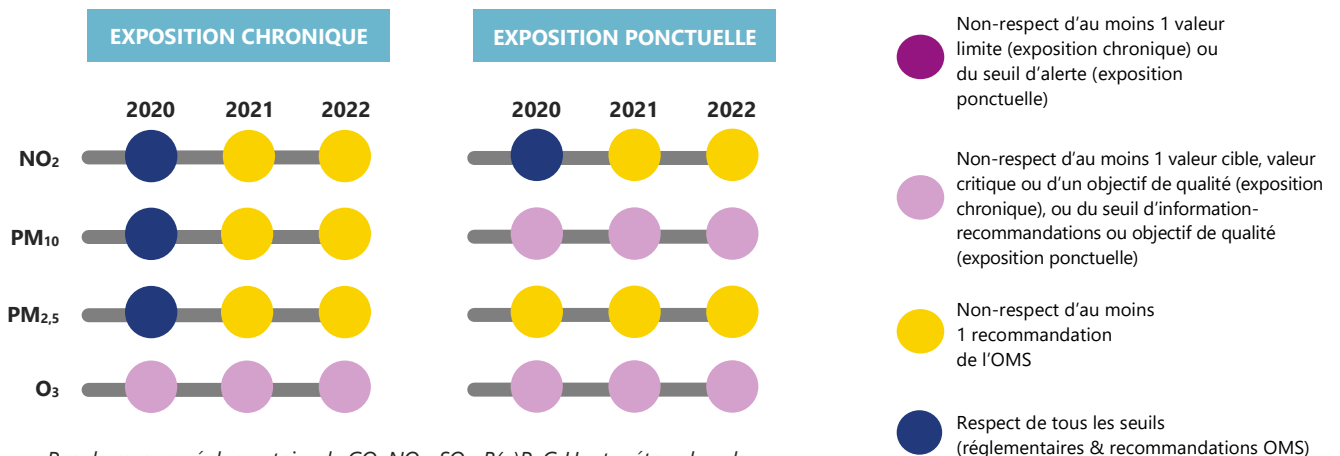 EXPOSITION CHRONIQUE
EXPOSITION PONCTUELLE
2020 2021 2022
2020 2021 2022
NO2
PM10
PM2,5
O3
Non-respect d'au moins 1 valeur
limite (exposition chronique) ou
du seuil d'alerte (exposition
ponctuelle)
Non-respect d'au moins 1 valeur cible, valeur
critique ou d'un objectif de qualité (exposition
chronique), ou du seuil d'information-
recommandations ou objectif de qualité
(exposition ponctuelle)
Non-respect d'au moins
1 recommandation
de l'OMS
Respect de tous les seuils
(réglementaires & recommandations OMS)